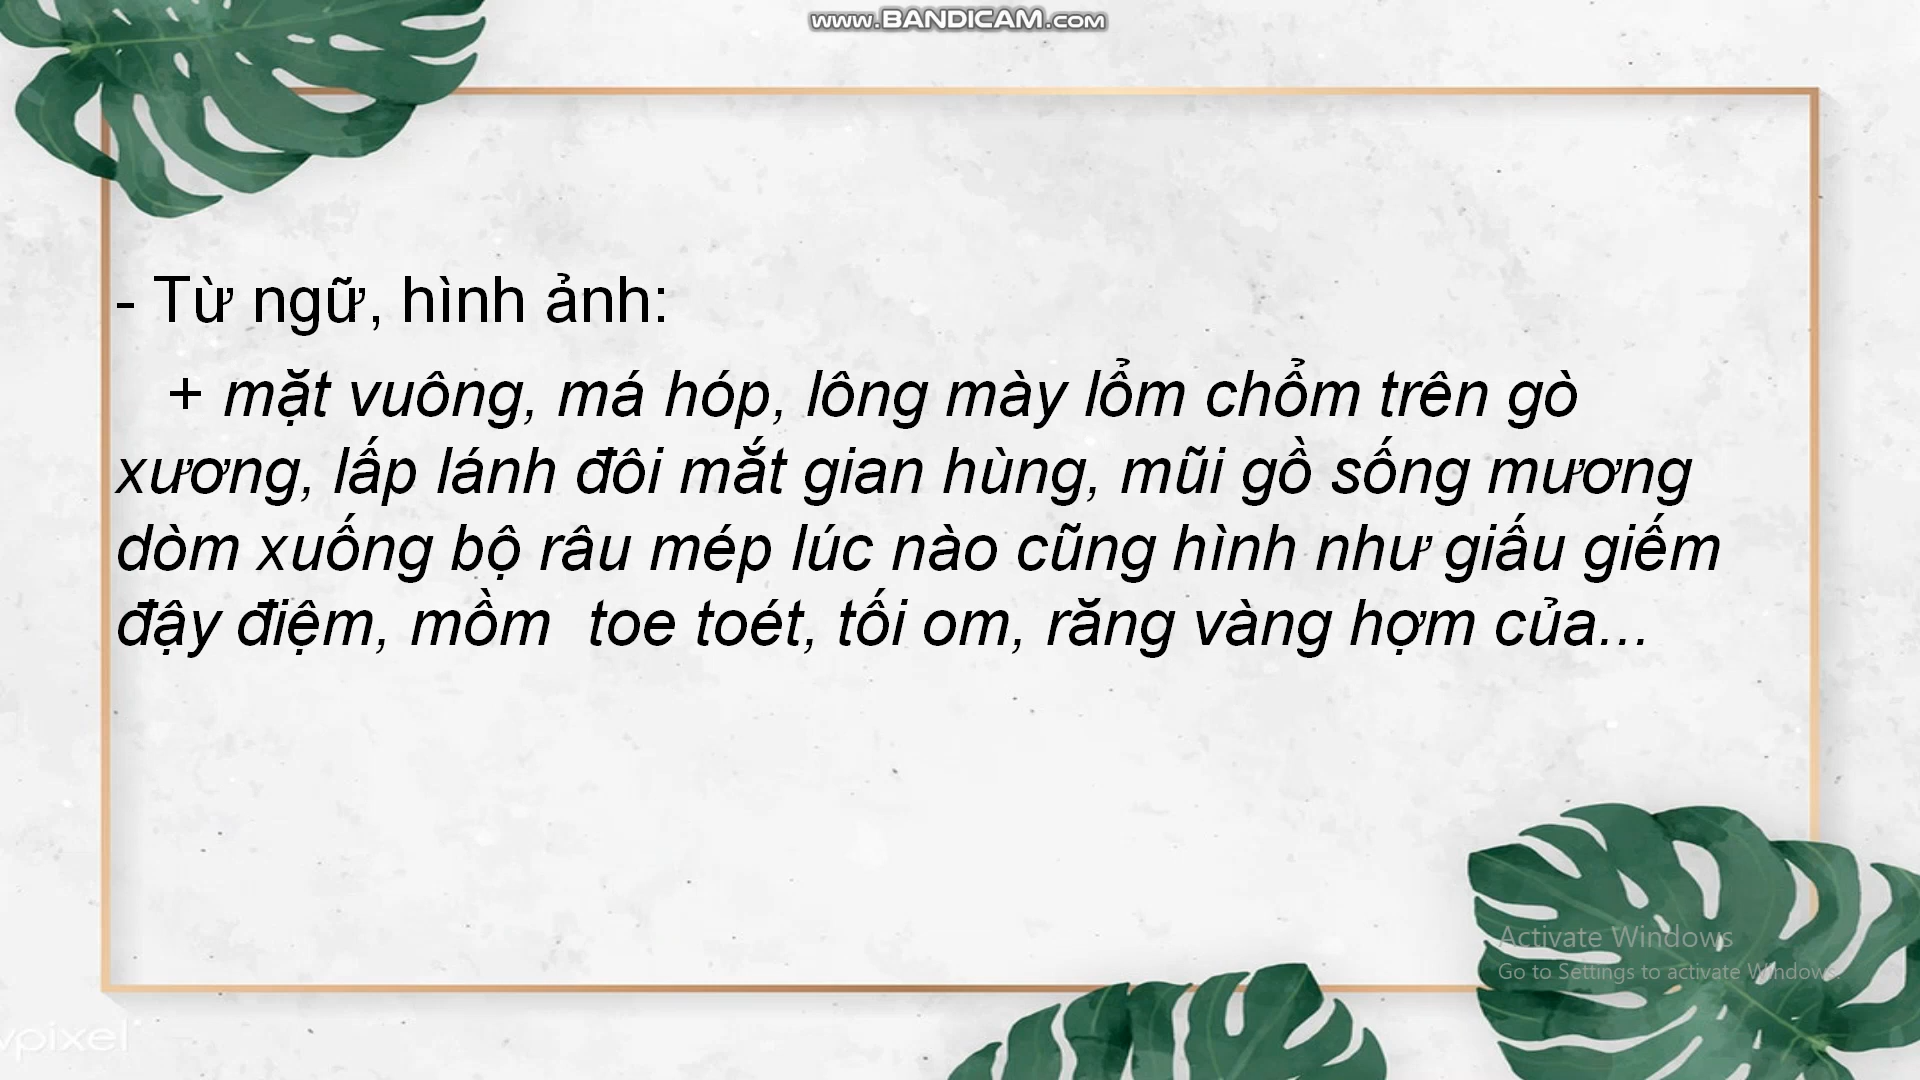 www.BANDICAM.com
- Từ ngữ, hình ảnh:
+ mặt vuông, má hóp, lông mày lổm chổm trên gò
xương, lấp lánh đôi mắt gian hùng, mũi gồ sống mương
dòm xuống bộ râu mép lúc nào cũng hình như giấu giếm
đậy điệm, mồm  toe toét, tối om, răng vàng hợm của...
Activate Windows
Go to Settings to activate Windows.
vpixel